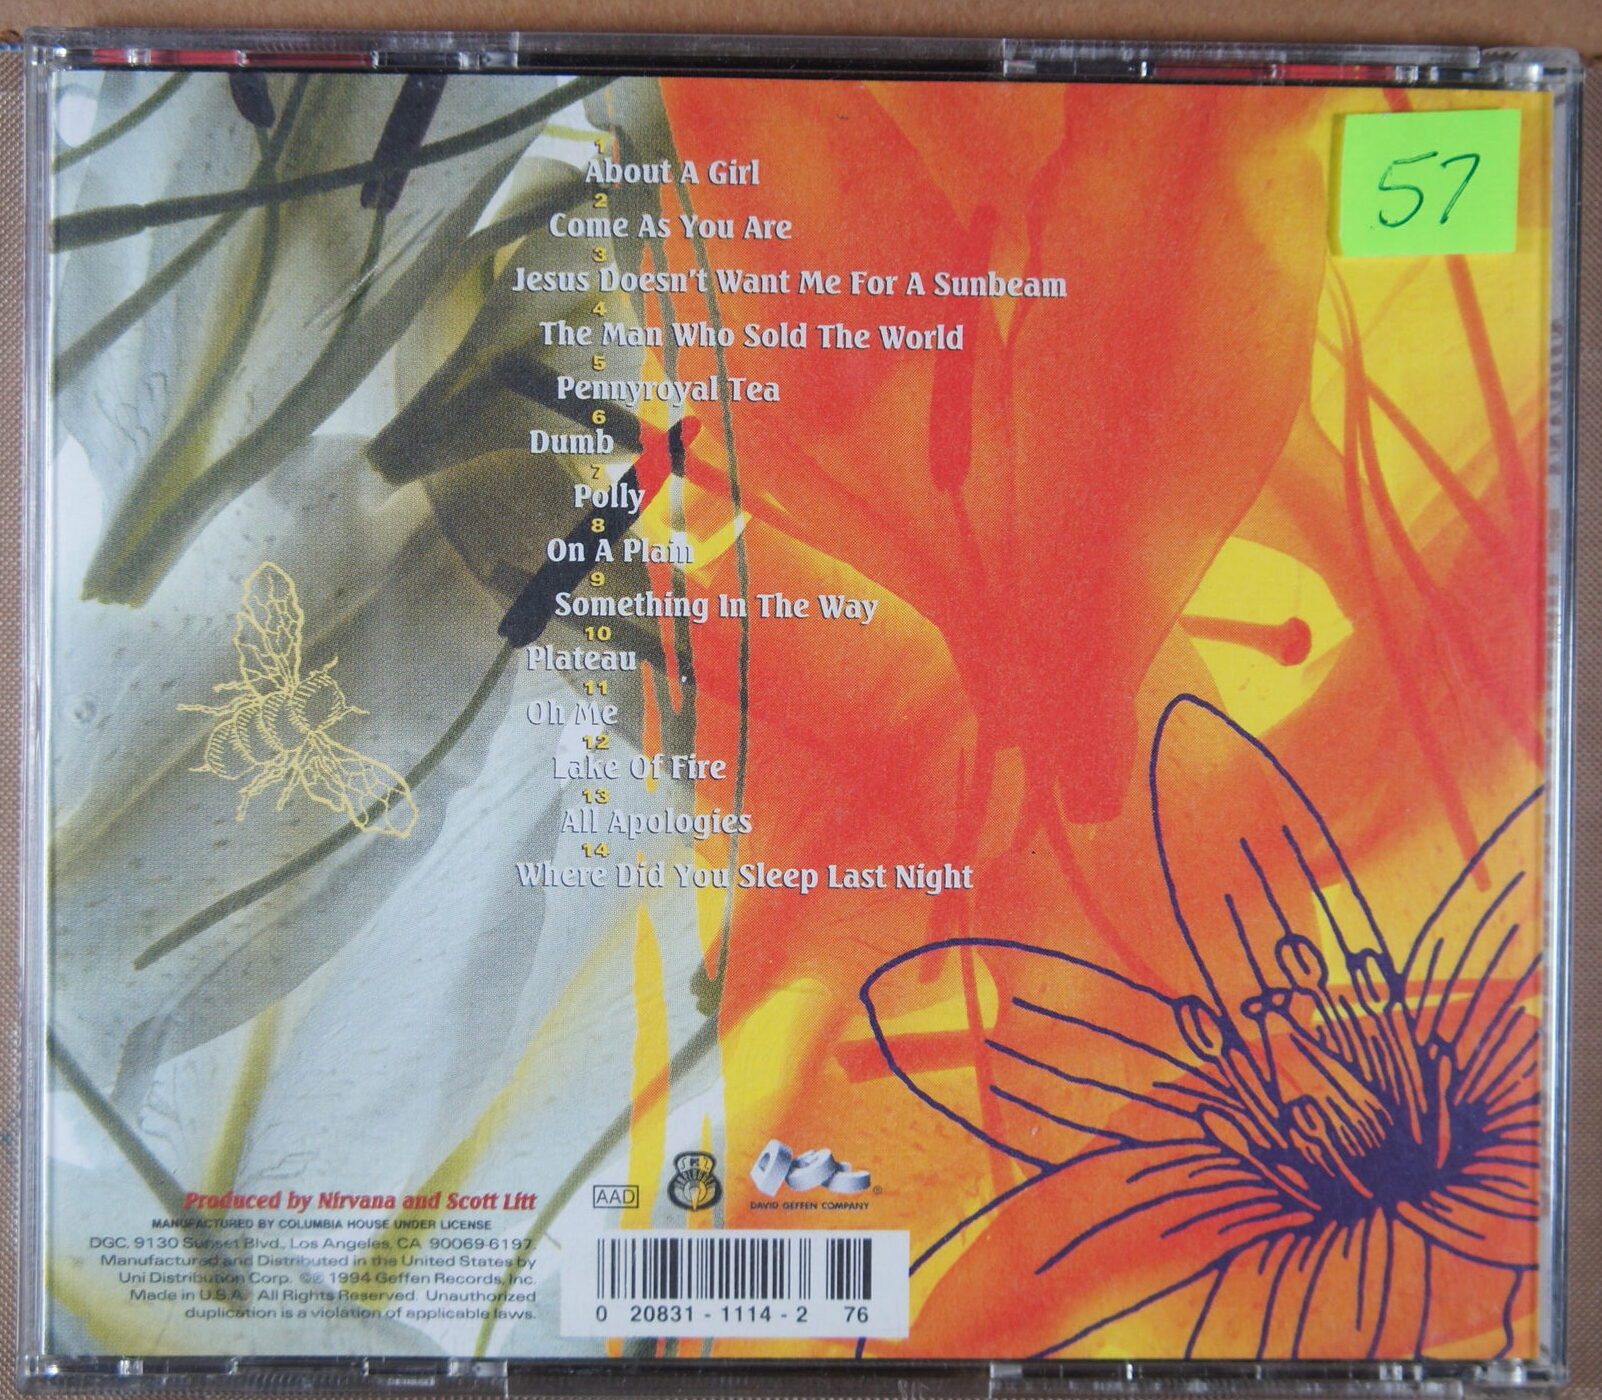 57
1
About A Girl
2
Come As You Are
3
Jesus Doesn't Want Me For A Sunbeam
4
The Man Who Sold The World
5
Pennyroyal Tea
6
Dumb
7
Polly
8
On A Plain
9
Something In The Way
10
Plateau
11
Oh Me
12
Lake Of Fire
13
All Apologies
14
Where Did You Sleep Last Night
Produced by Nirvana and Scott Litt
MANUFACTURED BY COLUMBIA HOUSE UNDER LICENSE
DGC, 9130 Sunset Blvd., Los Angeles, CA 90069-6197.
Manufactured and Distributed in the United States by
Uni Distribution Corp. ©℗ 1994 Geffen Records, Inc.
Made in U.S.A. All Rights Reserved. Unauthorized
duplication is a violation of applicable laws.
AAD
DAVID GEFFEN COMPANY ®
0 20831 - 1114 - 2 76